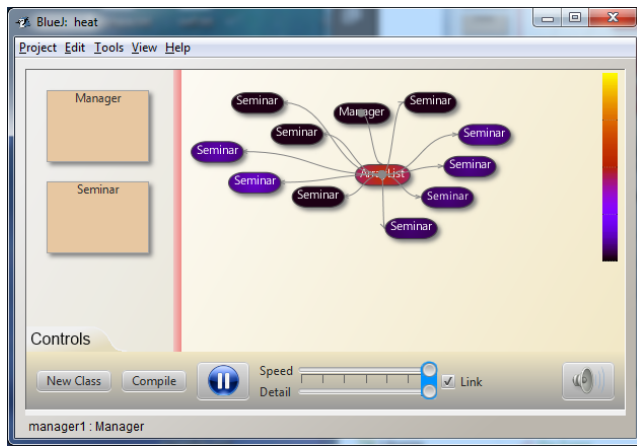 BlueJ: heat
Project Edit Tools View Help
Manager
Seminar
Seminar
Manager
Seminar
Seminar
Seminar
Seminar
Seminar
ArrayList
Seminar
Seminar
Seminar
Seminar
Controls
New Class
Compile
Speed
Detail
Link
manager1 : Manager